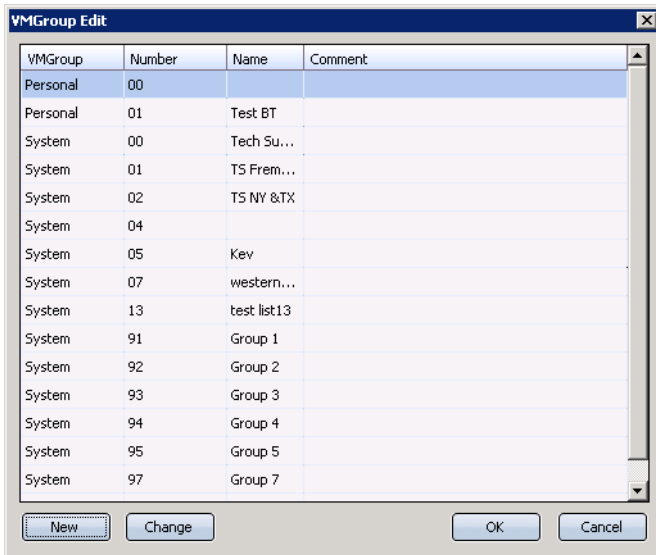 VMGroup Edit
VMGroup Number Name Comment
Personal 00
Personal 01 Test BT
System 00 Tech Su...
System 01 TS Frem...
System 02 TS NY &TX
System 04
System 05 Kev
System 07 western...
System 13 test list13
System 91 Group 1
System 92 Group 2
System 93 Group 3
System 94 Group 4
System 95 Group 5
System 97 Group 7
New Change OK Cancel